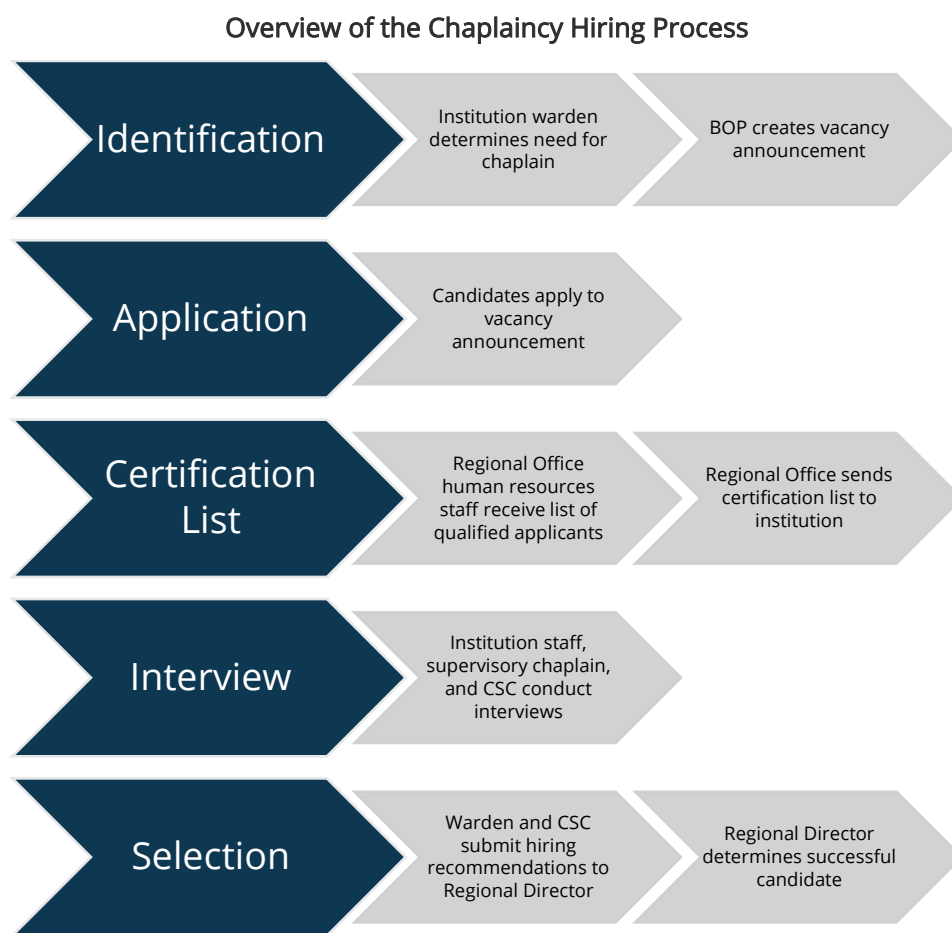 Overview of the Chaplaincy Hiring Process
Identification
Institution warden
determines need for
chaplain
BOP creates vacancy
announcement
Application
Candidates apply to
vacancy
announcement
Certification
List
Regional Office
human resources
staff receive list of
qualified applicants
Regional Office sends
certification list to
institution
Interview
Institution staff,
supervisory chaplain,
and CSC conduct
interviews
Selection
Warden and CSC
submit hiring
recommendations to
Regional Director
Regional Director
determines successful
candidate